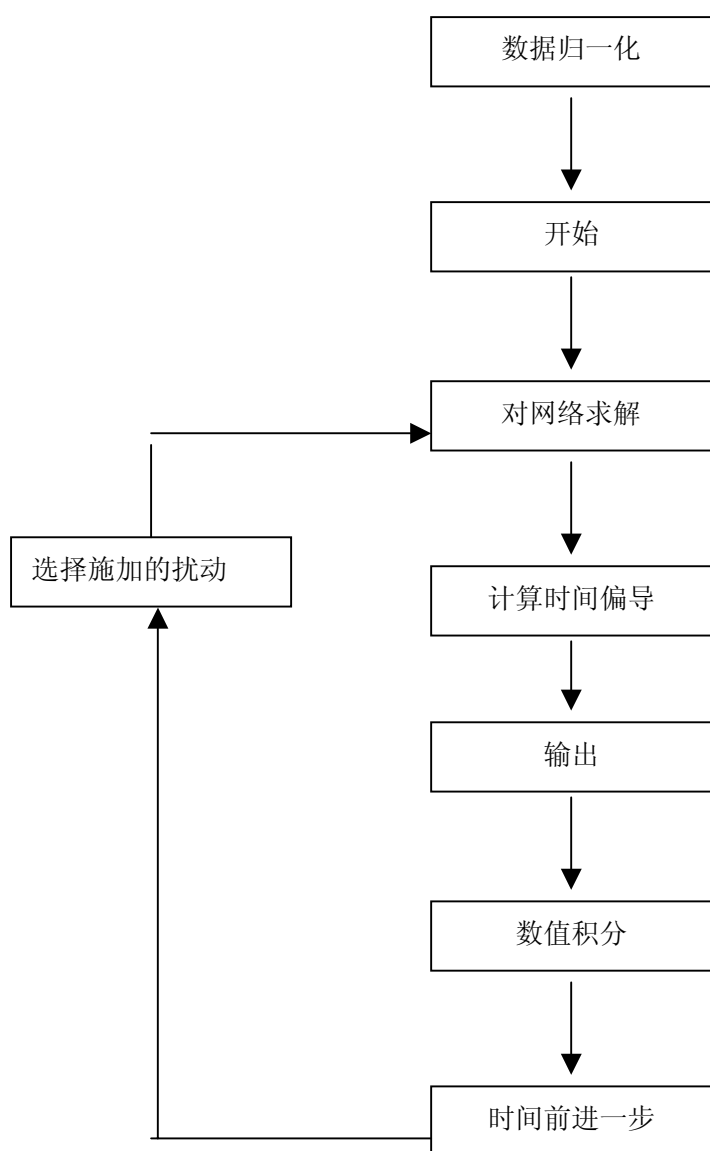 数据归一化
开始
对网络求解
选择施加的扰动
计算时间偏导
输出
数值积分
时间前进一步